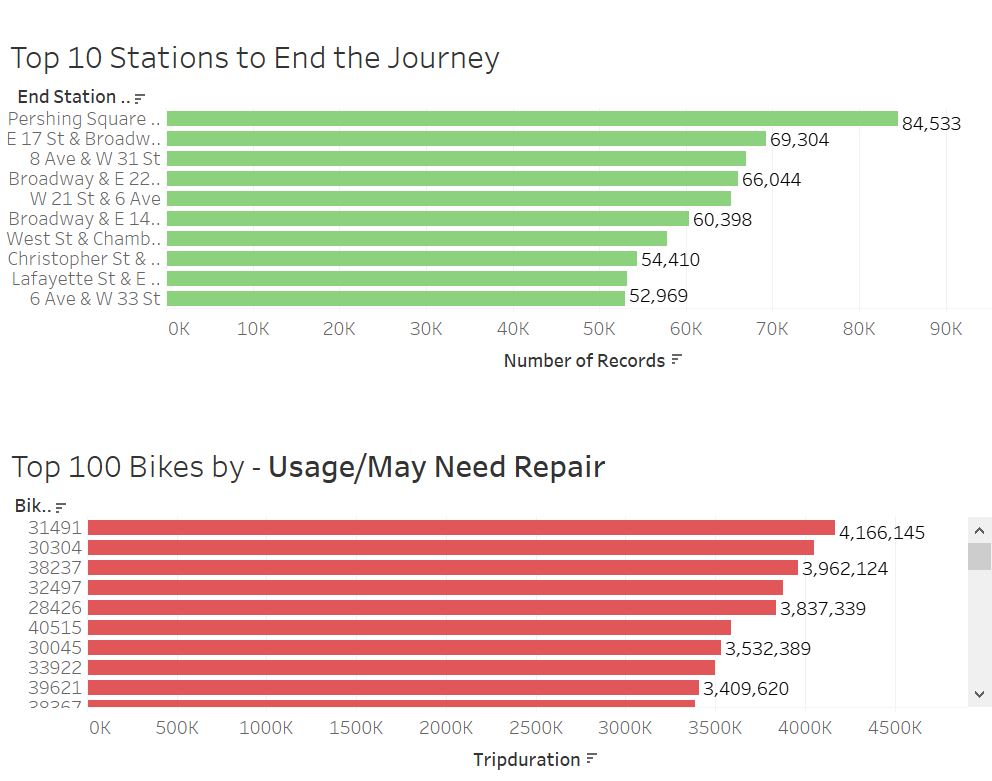 Top 10 Stations to End the Journey
End Station ..
Pershing Square .. 84,533
E 17 St & Broadw.. 69,304
8 Ave & W 31 St
Broadway & E 22.. 66,044
W 21 St & 6 Ave
Broadway & E 14.. 60,398
West St & Chamb..
Christopher St & .. 54,410
Lafayette St & E ..
6 Ave & W 33 St 52,969
0K 10K 20K 30K 40K 50K 60K 70K 80K 90K
Number of Records
Top 100 Bikes by - Usage/May Need Repair
Bik..
31491 4,166,145
30304
38237 3,962,124
32497
28426 3,837,339
40515
30045 3,532,389
33922
39621 3,409,620
28367
0K 500K 1000K 1500K 2000K 2500K 3000K 3500K 4000K 4500K
Tripduration